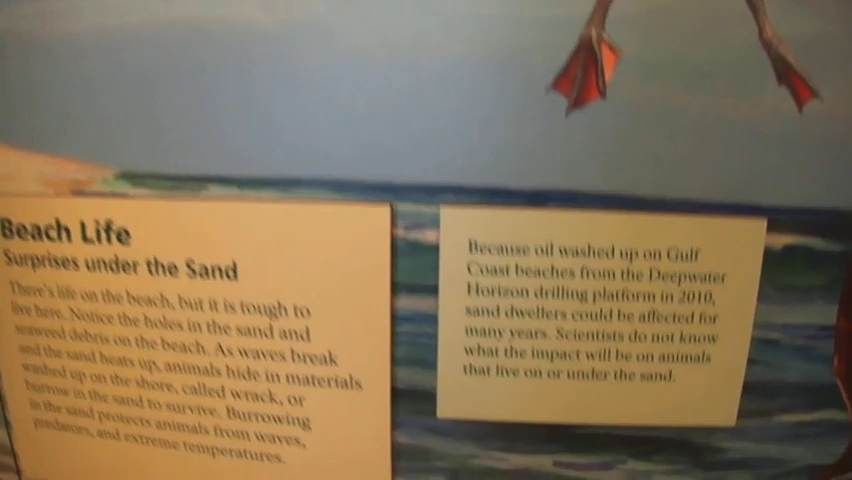 Beach Life
Surprises under the Sand
There's life on the beach, but it is tough to
live here. Notice the holes in the sand and
seaweed debris on the beach. As waves break
and the sand heats up, animals hide in materials
washed up on the shore, called wrack, or
burrow in the sand to survive. Burrowing
in the sand protects animals from waves,
predators, and extreme temperatures.
Because oil washed up on Gulf
Coast beaches from the Deepwater
Horizon drilling platform in 2010,
sand dwellers could be affected for
many years. Scientists do not know
what the impact will be on animals
that live on or under the sand.